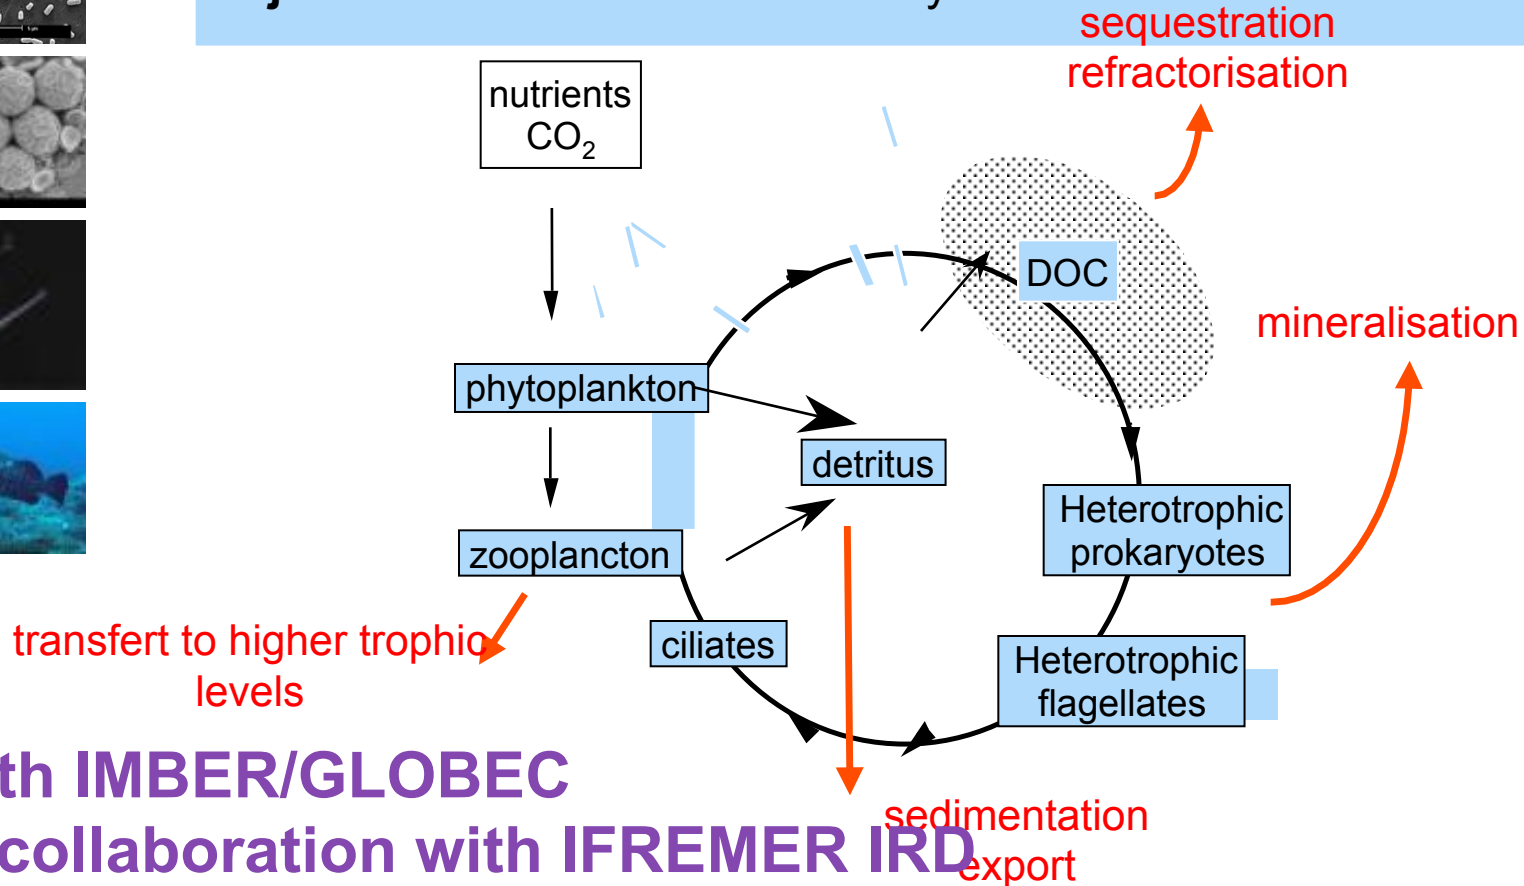 sequestration
refractorisation
nutrients
CO₂
DOC
mineralisation
phytoplankton
detritus
Heterotrophic
prokaryotes
zooplancton
transfert to higher trophic
levels
ciliates
Heterotrophic
flagellates
th IMBER/GLOBEC
collaboration with IFREMER IRD
sedimentation
export